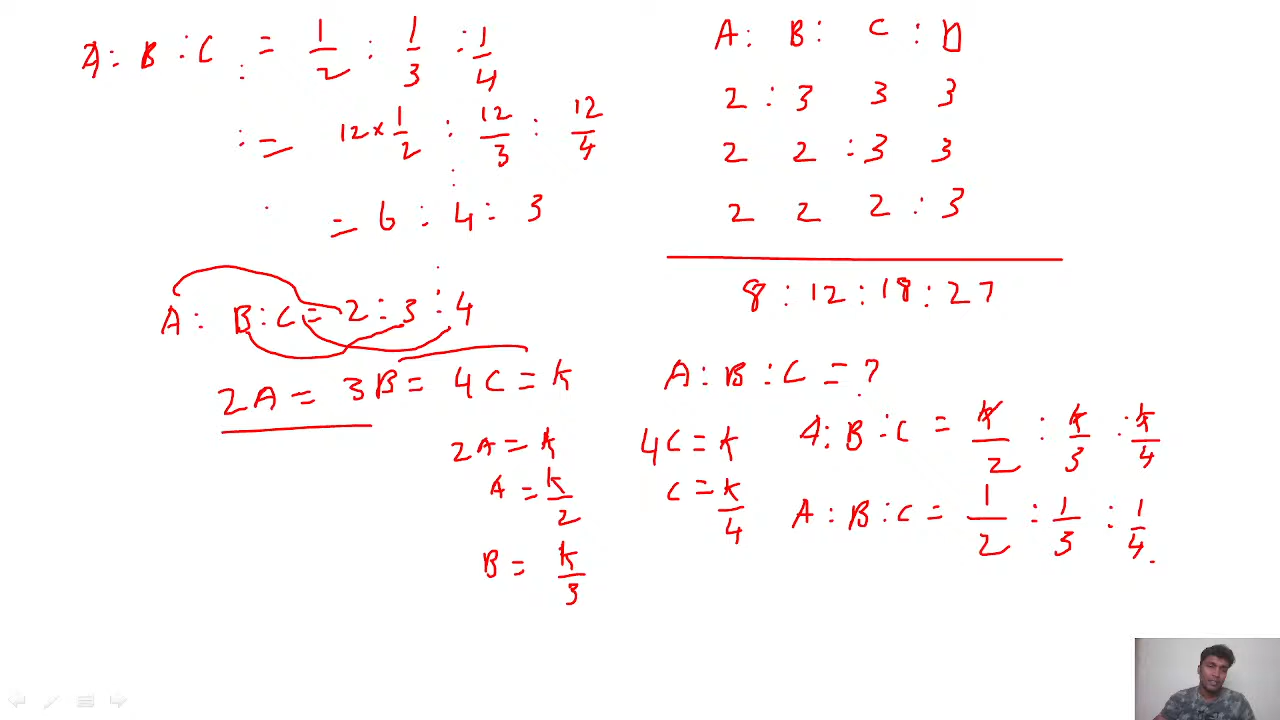 A : B : C = 1/2 : 1/3 : 1/4
= 12 × 1/2 : 12/3 : 12/4
= 6 : 4 : 3
A : B : C = 2 : 3 : 4
2A = 3B = 4C = k
2A = k
A = k/2
B = k/3
A : B : C : D
2 : 3 3 3
2 2 : 3 3
2 2 2 : 3
8 : 12 : 18 : 27
A : B : C = ?
4C = k
C = k/4
A : B : C = k/2 : k/3 : k/4
A : B : C = 1/2 : 1/3 : 1/4